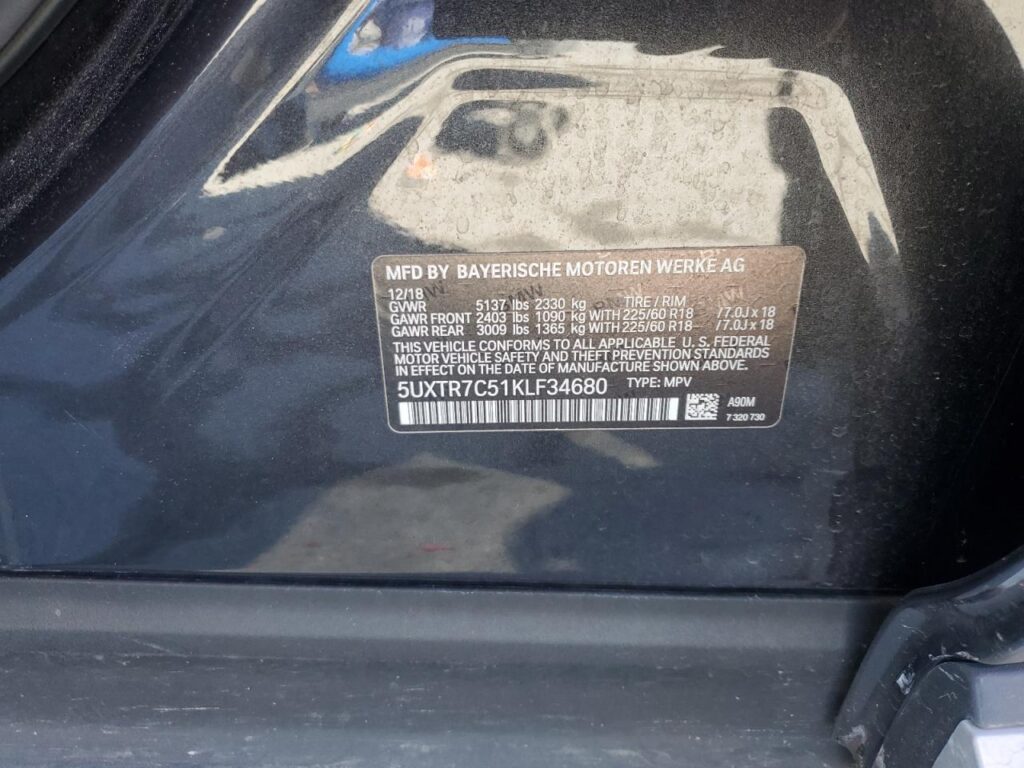 MFD BY BAYERISCHE MOTOREN WERKE AG
12/18
GVWR 5137 lbs 2330 kg TIRE / RIM
GAWR FRONT 2403 lbs 1090 kg WITH 225/60 R18 /7.0J x 18
GAWR REAR 3009 lbs 1365 kg WITH 225/60 R18 /7.0J x 18
THIS VEHICLE CONFORMS TO ALL APPLICABLE U. S. FEDERAL
MOTOR VEHICLE SAFETY AND THEFT PREVENTION STANDARDS
IN EFFECT ON THE DATE OF MANUFACTURE SHOWN ABOVE.
5UXTR7C51KLF34680 TYPE: MPV
A90M
7 320 730